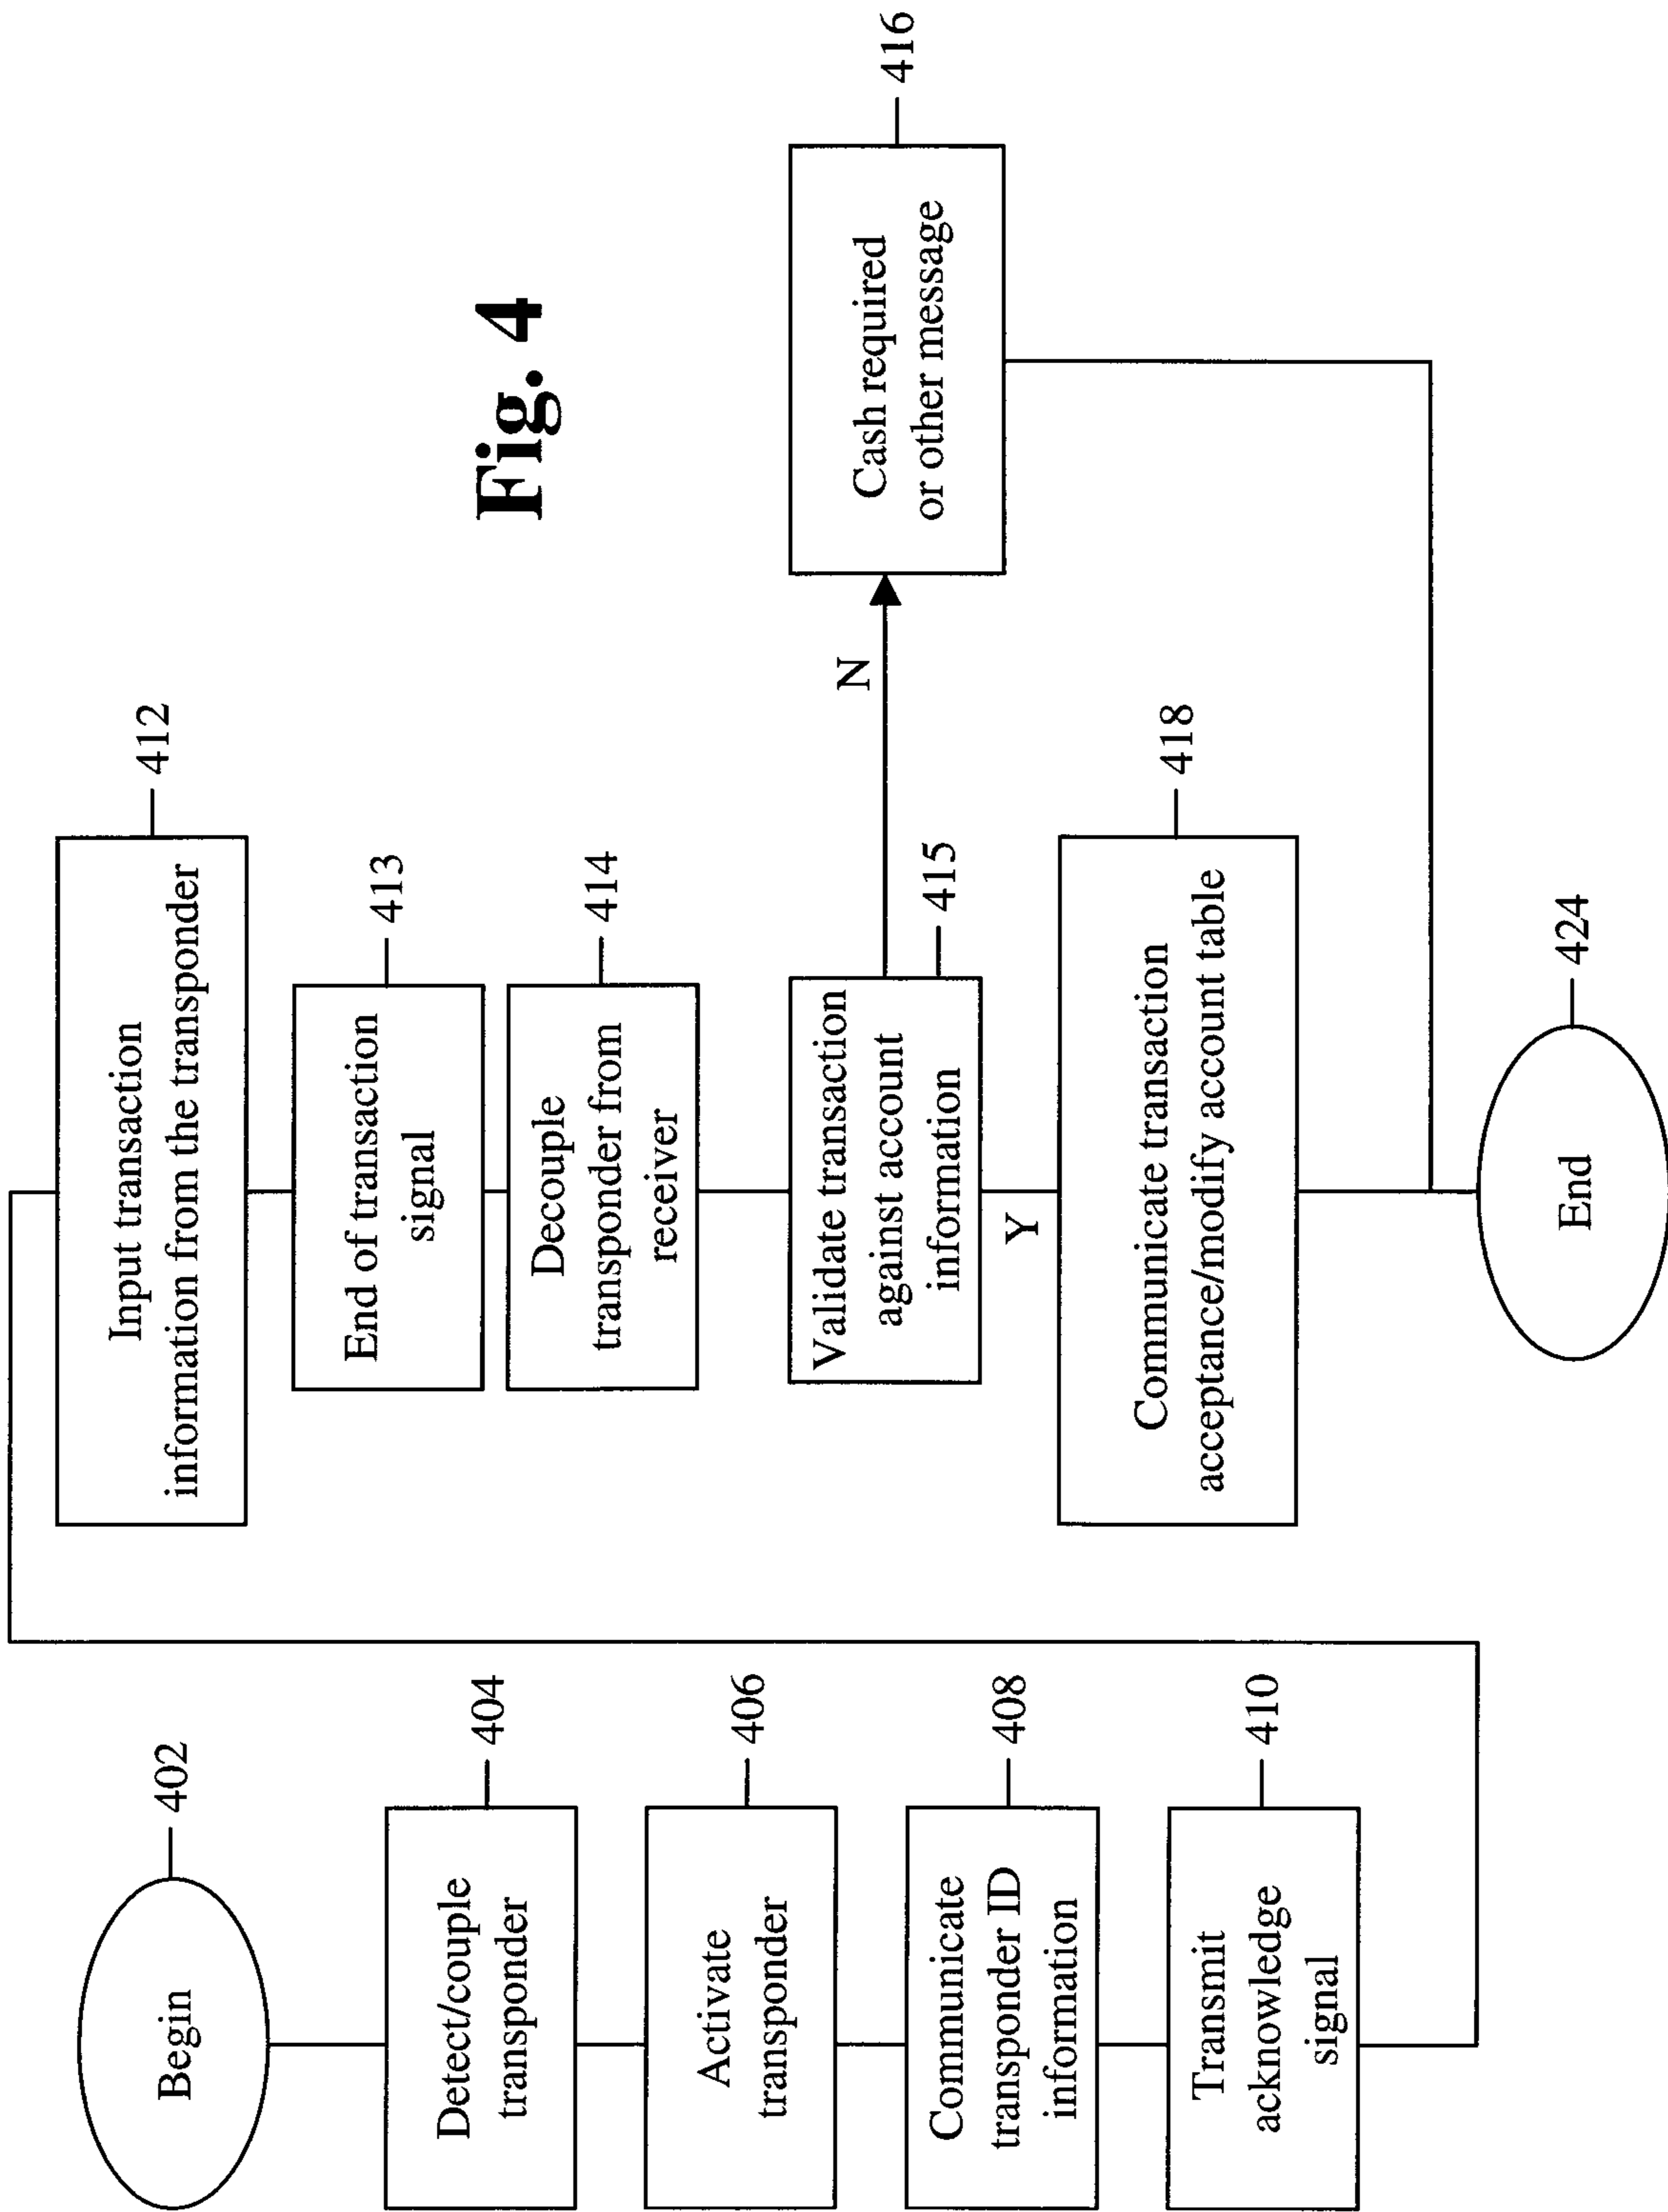 Begin
402
Detect/couple
transponder
404
Activate
transponder
406
Communicate
transponder ID
information
408
Transmit
acknowledge
signal
410
Input transaction
information from the transponder
412
End of transaction
signal
413
Decouple
transponder from
receiver
414
Validate transaction
against account
information
415
N
Y
Cash required
or other message
416
Communicate transaction
acceptance/modify account table
418
End
424
Fig. 4